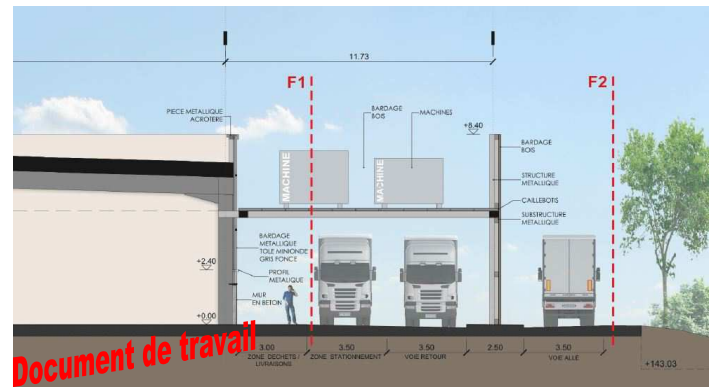 11.73
F1
F2
PIECE METALLIQUE
ACROTERE
BARDAGE
BOIS
MACHINES
+8.40
BARDAGE
BOIS
MACHINE
MACHINE
STRUCTURE
METALLIQUE
CAILLEBOTIS
SUBSTRUCTURE
METALLIQUE
BARDAGE
METALLIQUE
TOLE MINIONDE
GRIS FONCE
+2.40
PROFIL
METALIQUE
MUR
EN BETON
+0.00
Document de travail
3.00
3.50
3.50
2.50
3.50
ZONE DECHETS /
LIVRAISONS
ZONE STATIONNEMENT
VOIE RETOUR
VOIE ALLE
+143.03